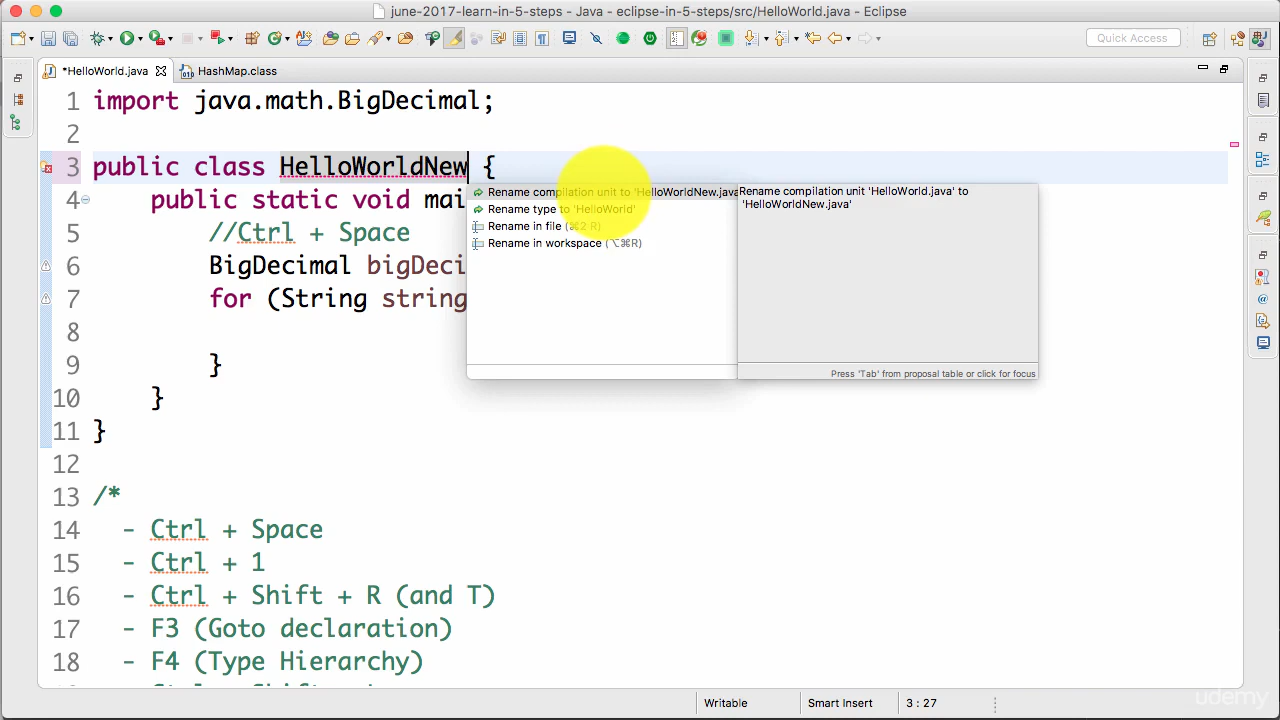 june-2017-learn-in-5-steps - Java - eclipse-in-5-steps/src/HelloWorld.java - Eclipse
Quick Access
*HelloWorld.java
HashMap.class
1 import java.math.BigDecimal;
2
3 public class HelloWorldNew {
4 public static void mai
5 //Ctrl + Space
6 BigDecimal bigDeci
7 for (String string
8
9 }
10 }
11 }
12
13 /*
14 - Ctrl + Space
15 - Ctrl + 1
16 - Ctrl + Shift + R (and T)
17 - F3 (Goto declaration)
18 - F4 (Type Hierarchy)
Rename compilation unit to 'HelloWorldNew.java
Rename type to 'HelloWorld'
Rename in file (⌘2 R)
Rename in workspace (⌥⌘R)
Rename compilation unit 'HelloWorld.java' to
'HelloWorldNew.java'
Press 'Tab' from proposal table or click for focus
Writable
Smart Insert
3 : 27
udemy